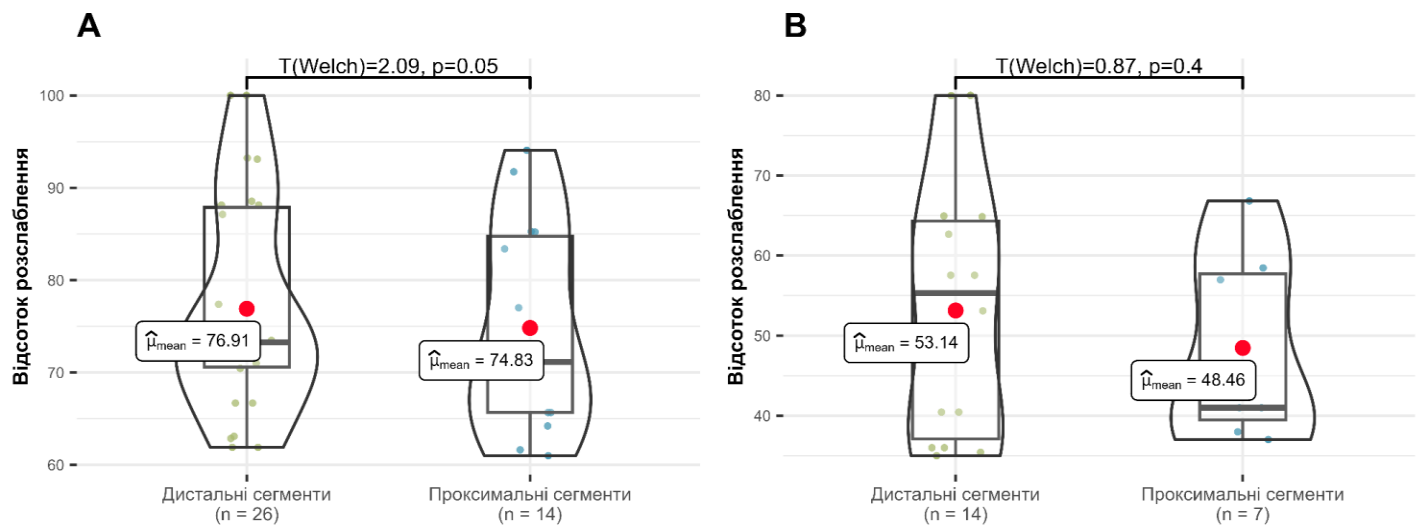 A
T(Welch)=2.09, p=0.05
Відсоток розслаблення
100
90
80
70
60
μ̂mean = 76.91
μ̂mean = 74.83
Дистальні сегменти
(n = 26)
Проксимальні сегменти
(n = 14)
B
T(Welch)=0.87, p=0.4
Відсоток розслаблення
80
70
60
50
40
μ̂mean = 53.14
μ̂mean = 48.46
Дистальні сегменти
(n = 14)
Проксимальні сегменти
(n = 7)